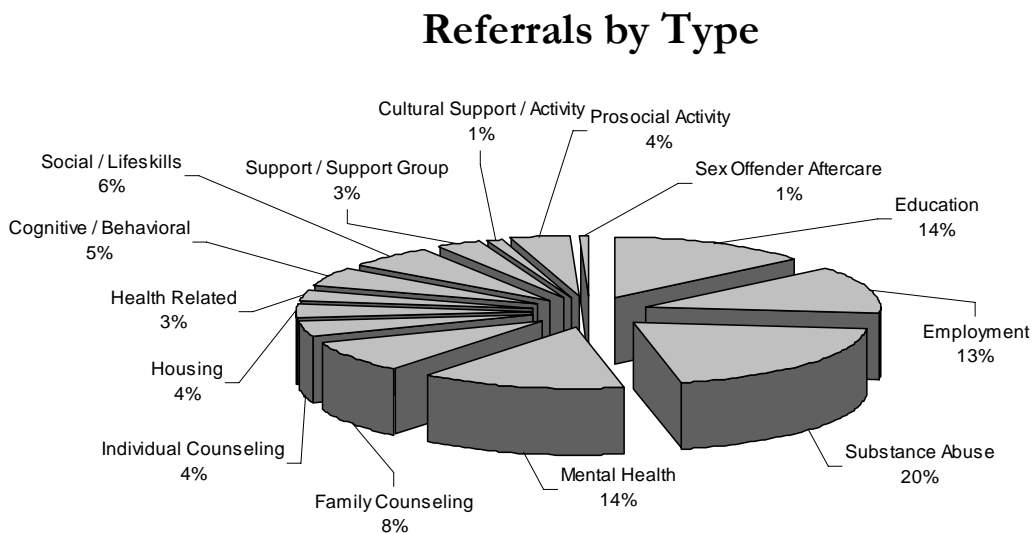 Referrals by Type
Cultural Support / Activity
1%
Prosocial Activity
4%
Sex Offender Aftercare
1%
Education
14%
Employment
13%
Substance Abuse
20%
Mental Health
14%
Family Counseling
8%
Individual Counseling
4%
Housing
4%
Health Related
3%
Cognitive / Behavioral
5%
Social / Lifeskills
6%
Support / Support Group
3%